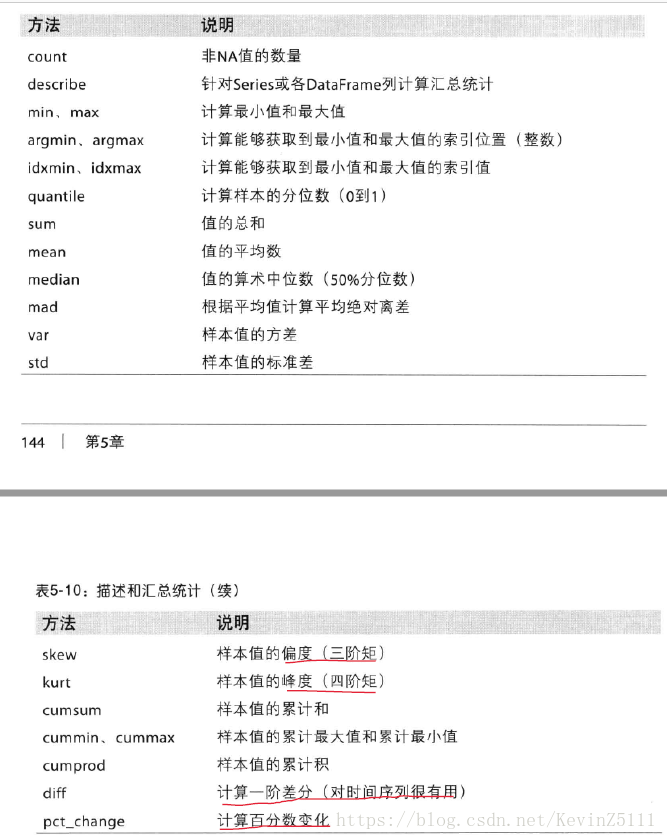 方法 说明
count 非NA值的数量
describe 针对Series或各DataFrame列计算汇总统计
min、max 计算最小值和最大值
argmin、argmax 计算能够获取到最小值和最大值的索引位置（整数）
idxmin、idxmax 计算能够获取到最小值和最大值的索引值
quantile 计算样本的分位数（0到1）
sum 值的总和
mean 值的平均数
median 值的算术中位数（50%分位数）
mad 根据平均值计算平均绝对离差
var 样本值的方差
std 样本值的标准差
144 | 第5章
表5-10：描述和汇总统计（续）
方法 说明
skew 样本值的偏度（三阶矩）
kurt 样本值的峰度（四阶矩）
cumsum 样本值的累计和
cummin、cummax 样本值的累计最大值和累计最小值
cumprod 样本值的累计积
diff 计算一阶差分（对时间序列很有用）
pct_change 计算百分数变化 https://blog.csdn.net/KevinZ5111